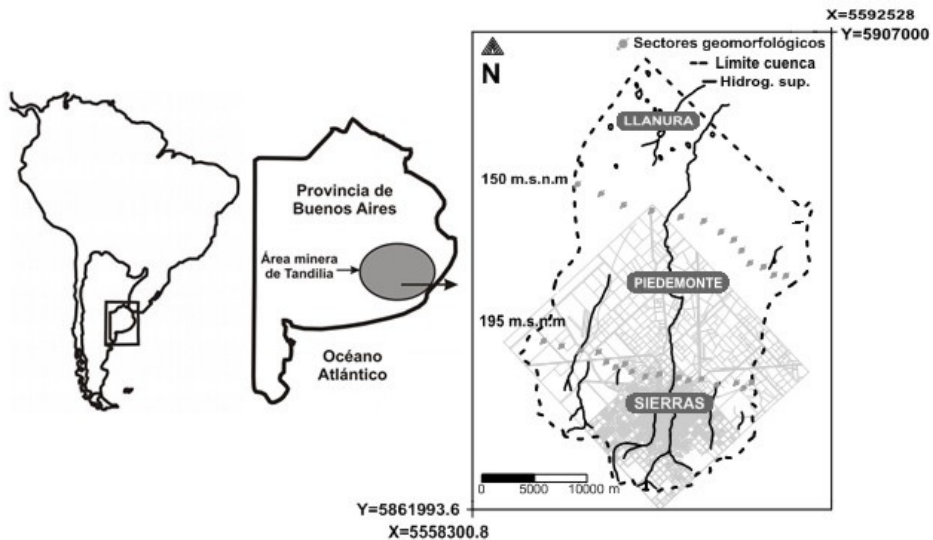 X=5592528
Y=5907000
Sectores geomorfológicos
Límite cuenca
Hidrog. sup.
N
LLANURA
150 m.s.n.m
Provincia de
Buenos Aires
Área minera
de Tandilia
PIEDEMONTE
195 m.s.n.m
Océano
Atlántico
SIERRAS
0 5000 10000 m
Y=5861993.6
X=5558300.8